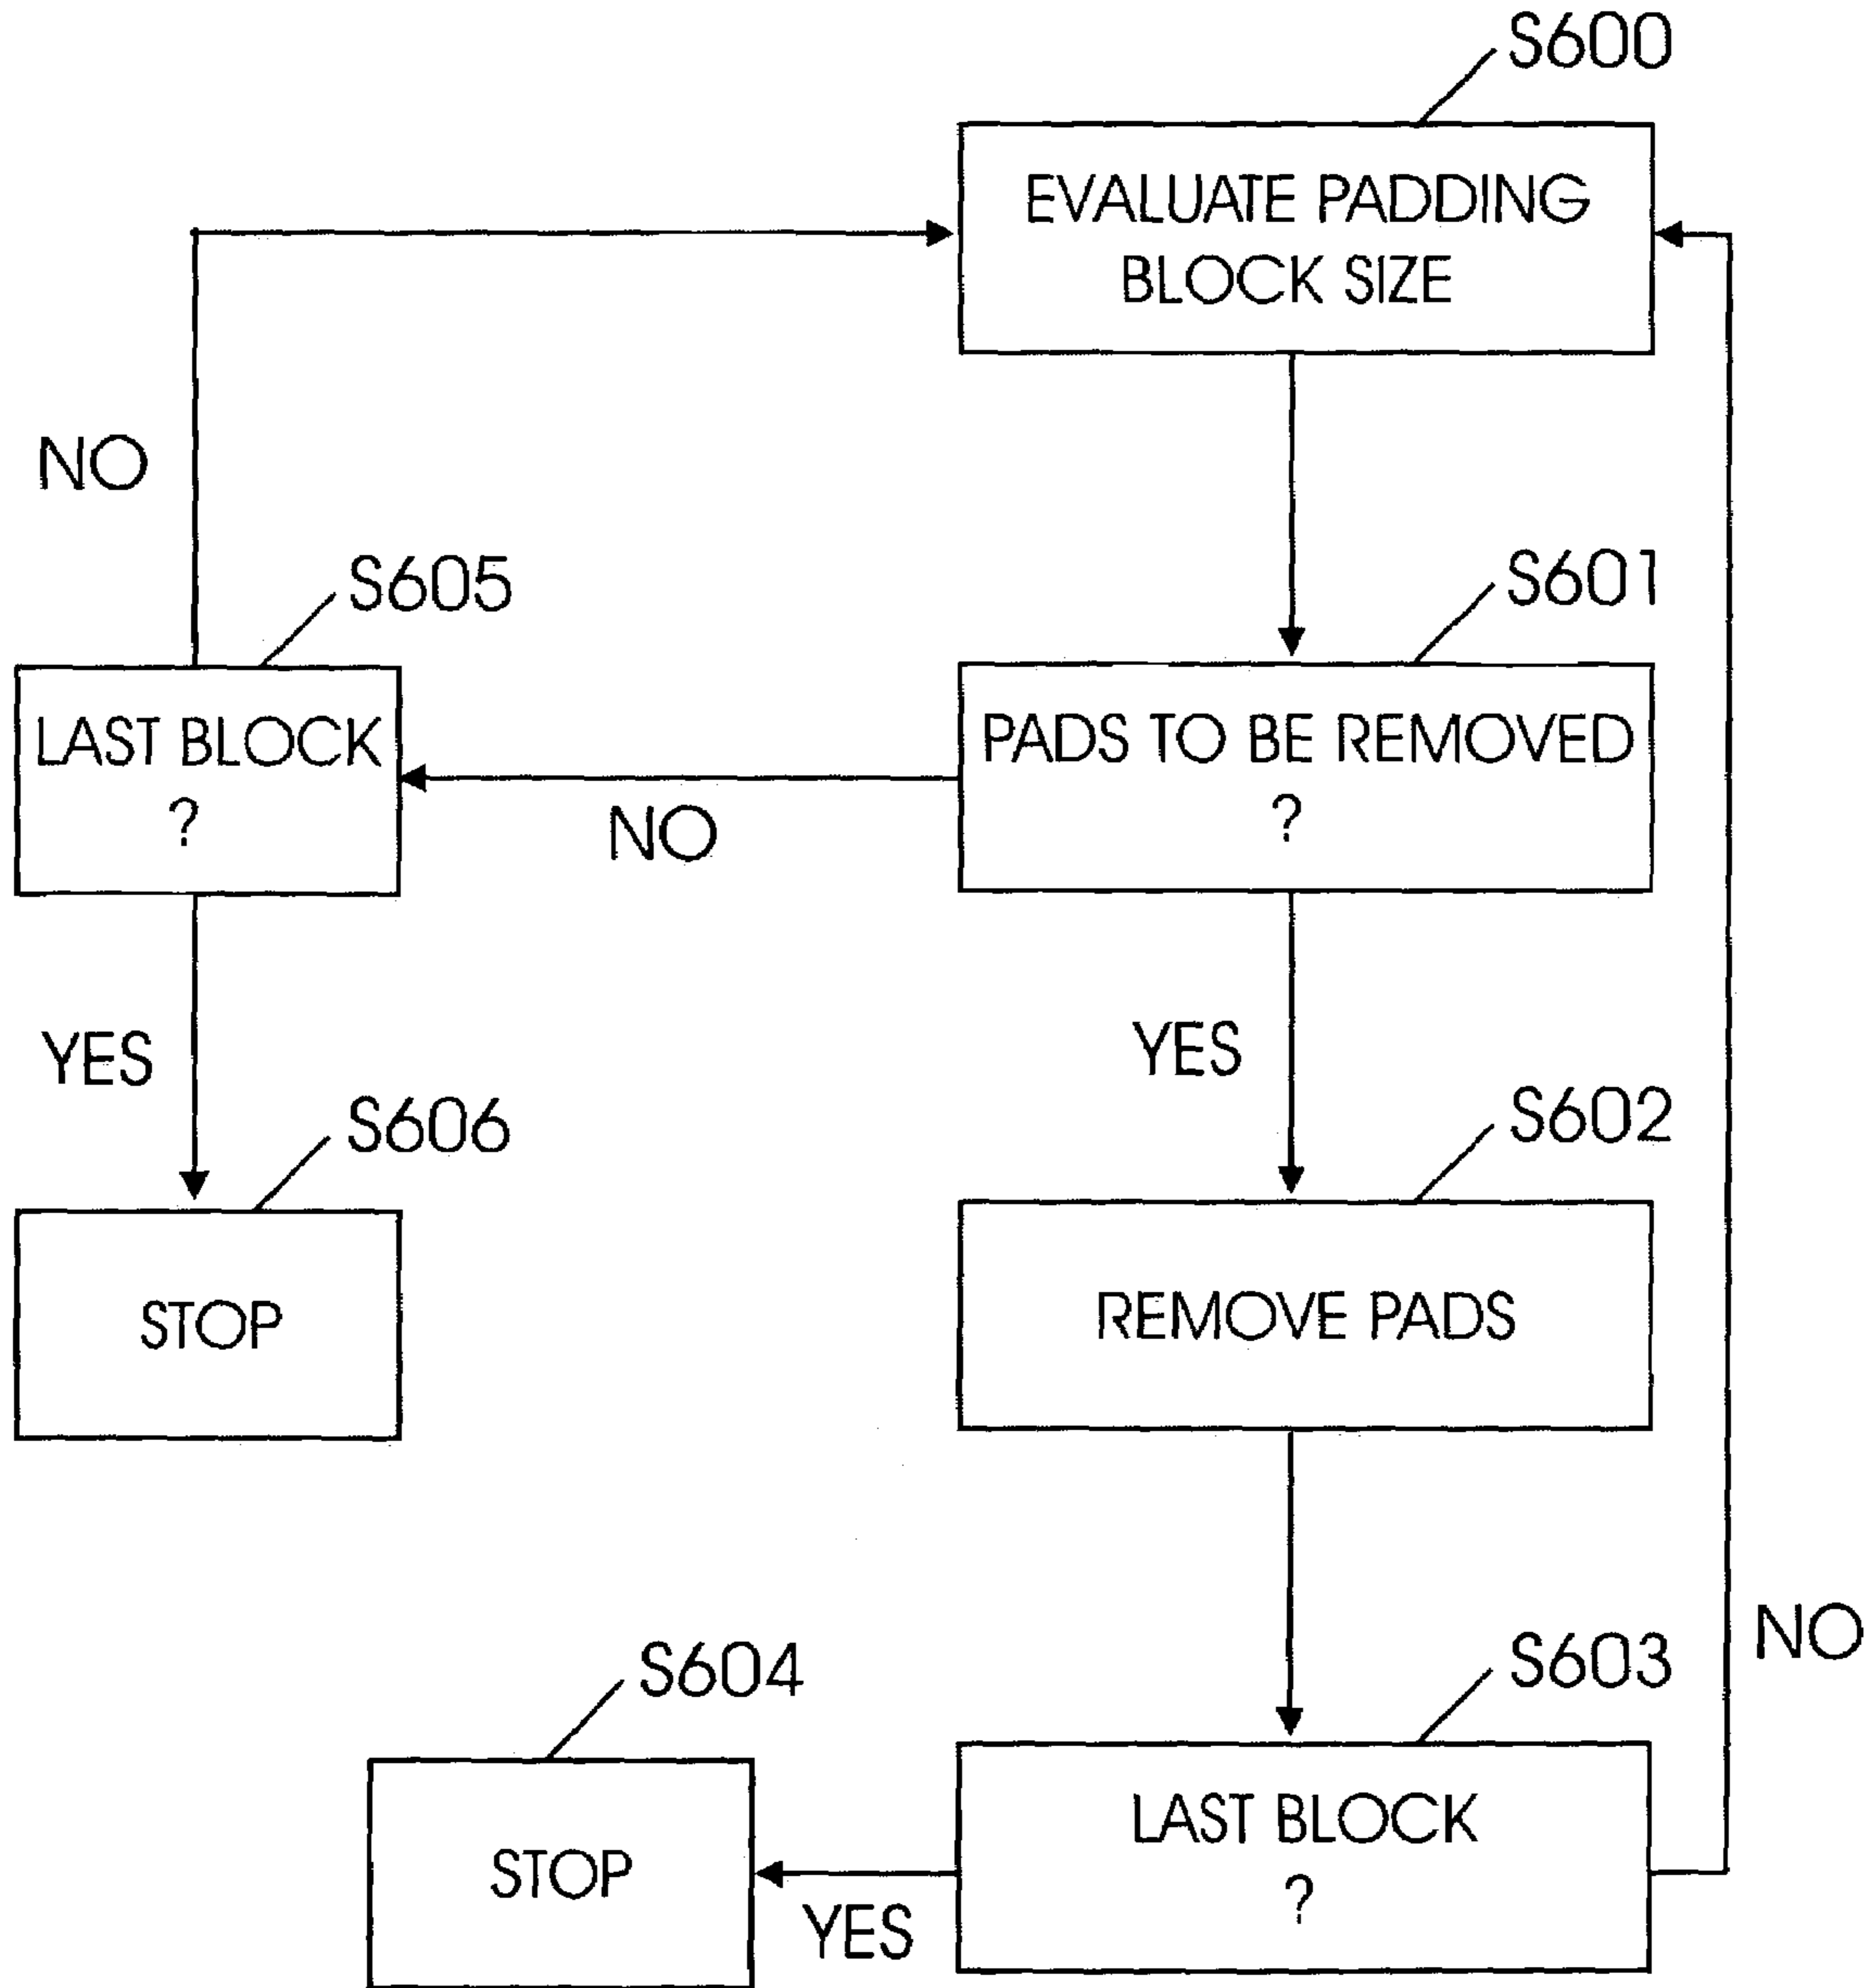 S600
EVALUATE PADDING
BLOCK SIZE
NO
S605
S601
LAST BLOCK
?
PADS TO BE REMOVED
?
NO
YES
YES
S606
S602
STOP
REMOVE PADS
S604
S603
NO
STOP
LAST BLOCK
?
YES